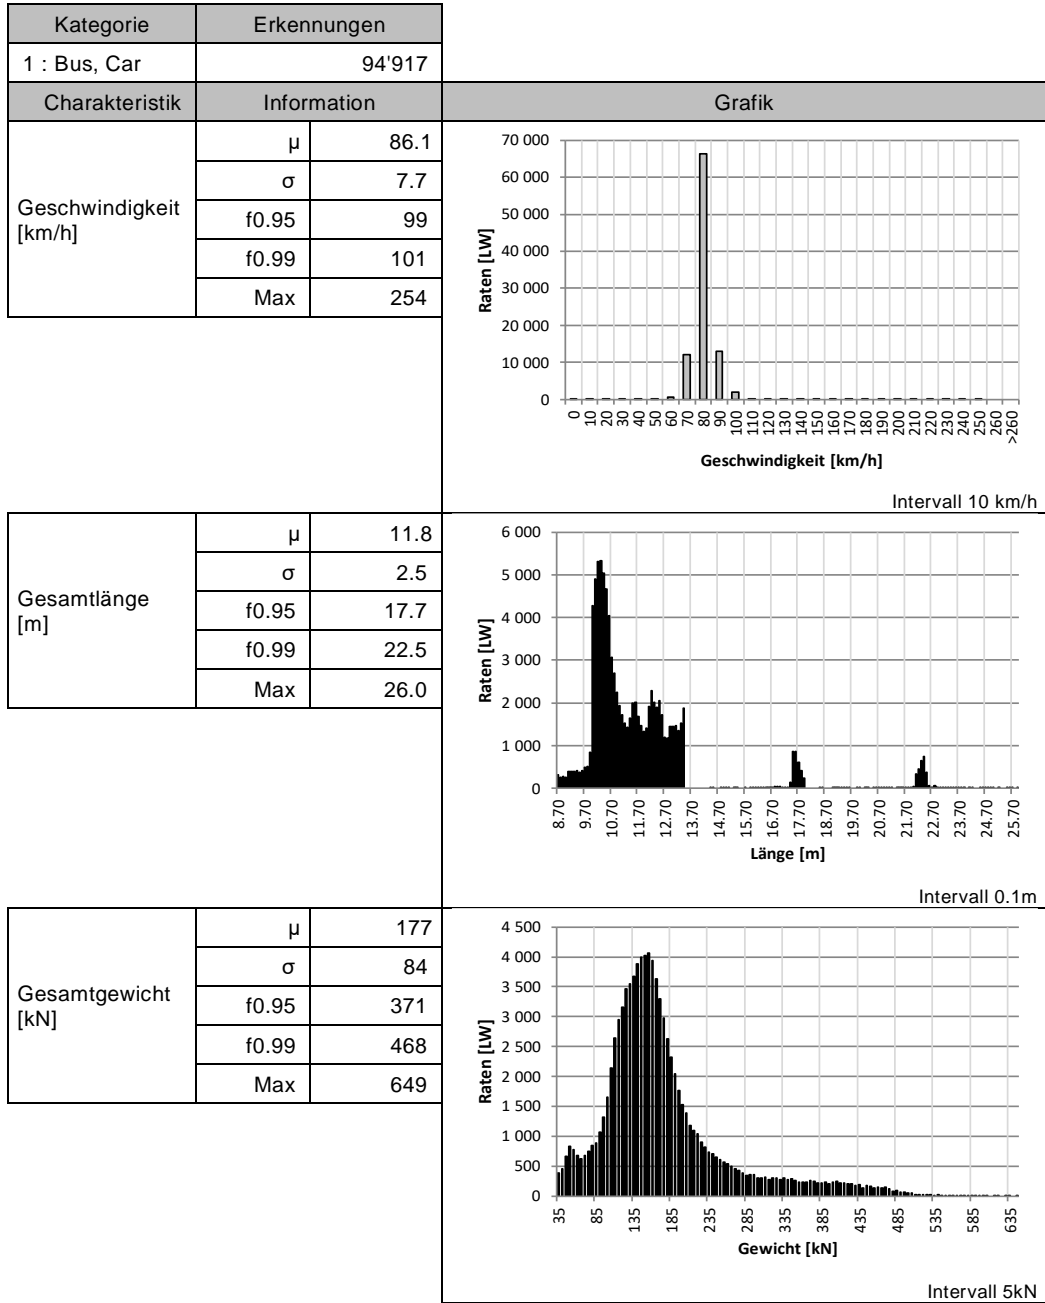 Kategorie Erkennungen
1 : Bus, Car 94'917
Charakteristik Information Grafik
Geschwindigkeit
[km/h]
µ 86.1
σ 7.7
f0.95 99
f0.99 101
Max 254
70 000
60 000
50 000
40 000
30 000
20 000
10 000
0
Raten [LW]
0 10 20 30 40 50 60 70 80 90 100 110 120 130 140 150 160 170 180 190 200 210 220 230 240 250 260 >260
Geschwindigkeit [km/h]
Intervall 10 km/h
Gesamtlänge
[m]
µ 11.8
σ 2.5
f0.95 17.7
f0.99 22.5
Max 26.0
6 000
5 000
4 000
3 000
2 000
1 000
0
Raten [LW]
8.70 9.70 10.70 11.70 12.70 13.70 14.70 15.70 16.70 17.70 18.70 19.70 20.70 21.70 22.70 23.70 24.70 25.70
Länge [m]
Intervall 0.1m
Gesamtgewicht
[kN]
µ 177
σ 84
f0.95 371
f0.99 468
Max 649
4 500
4 000
3 500
3 000
2 500
2 000
1 500
1 000
500
0
Raten [LW]
35 85 135 185 235 285 335 385 435 485 535 585 635
Gewicht [kN]
Intervall 5kN